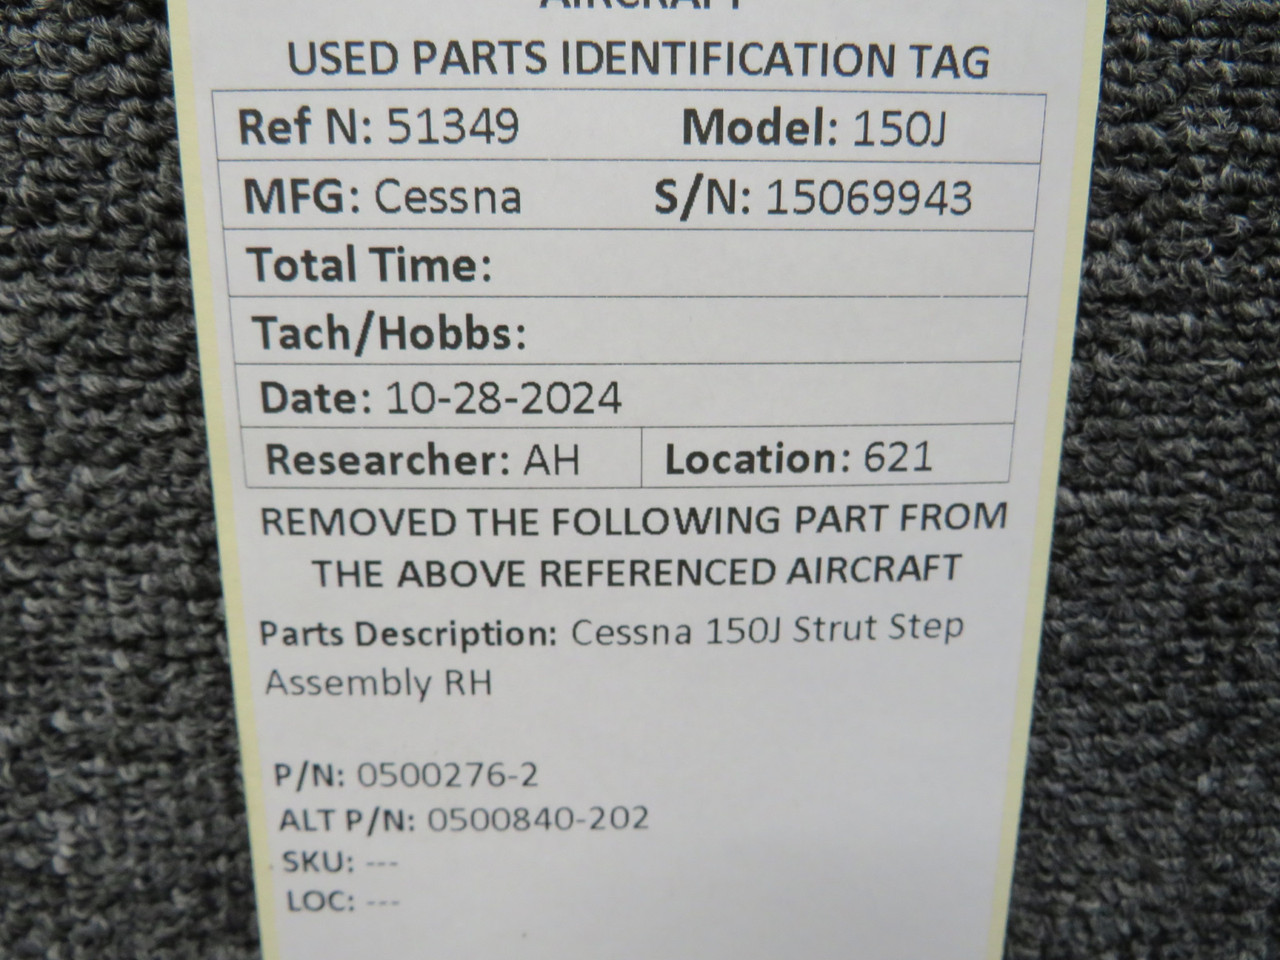 AIRCRAFT
USED PARTS IDENTIFICATION TAG
Ref N: 51349 Model: 150J
MFG: Cessna S/N: 15069943
Total Time:
Tach/Hobbs:
Date: 10-28-2024
Researcher: AH Location: 621
REMOVED THE FOLLOWING PART FROM
THE ABOVE REFERENCED AIRCRAFT
Parts Description: Cessna 150J Strut Step
Assembly RH
P/N: 0500276-2
ALT P/N: 0500840-202
SKU: ---
LOC: ---